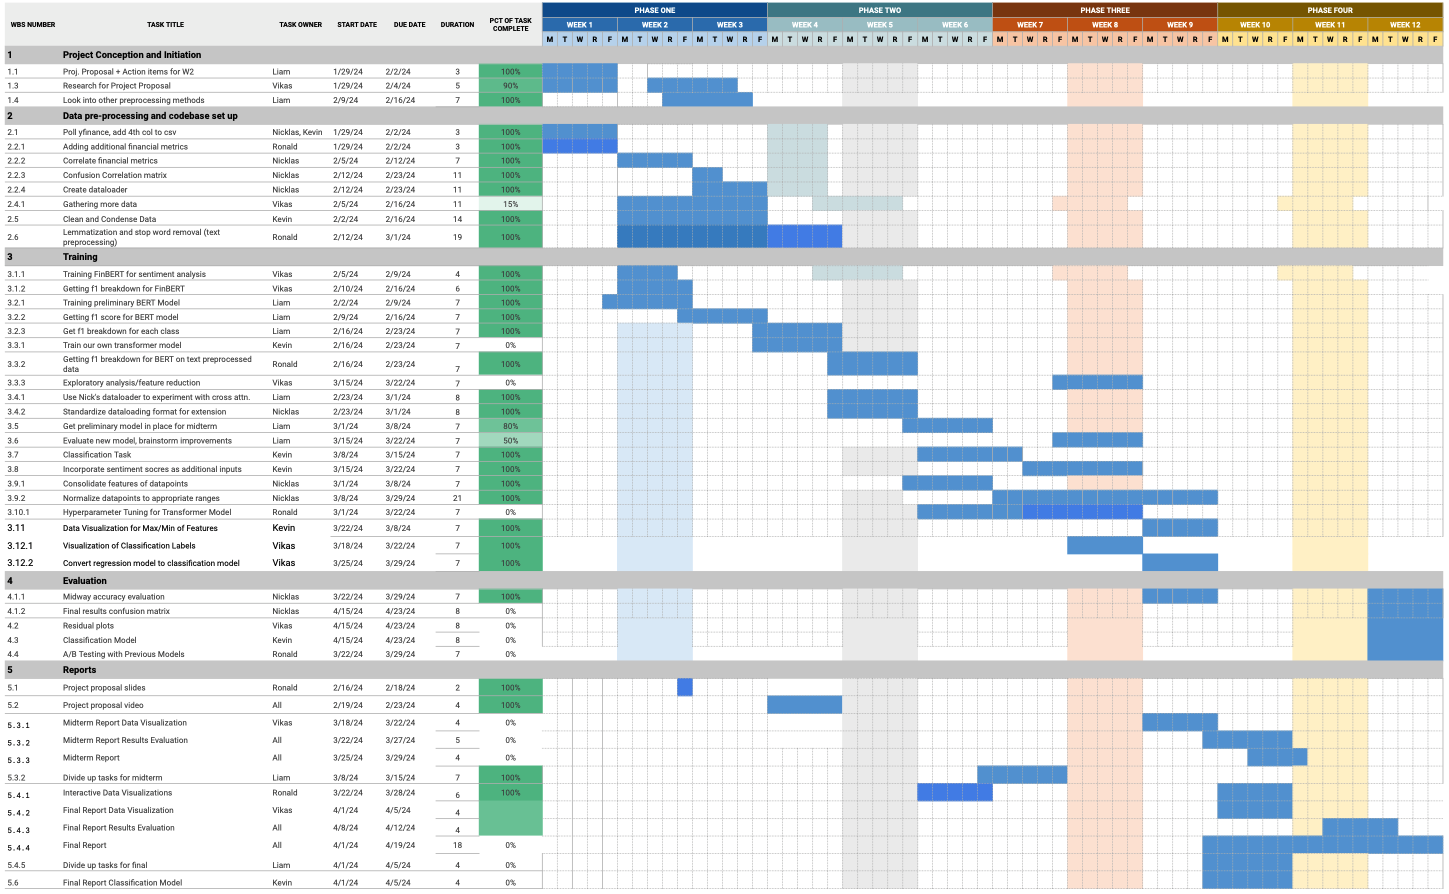 PHASE ONE PHASE TWO PHASE THREE PHASE FOUR
WBS NUMBER TASK TITLE TASK OWNER START DATE DUE DATE DURATION PCT OF TASK COMPLETE WEEK 1 WEEK 2 WEEK 3 WEEK 4 WEEK 5 WEEK 6 WEEK 7 WEEK 8 WEEK 9 WEEK 10 WEEK 11 WEEK 12
M T W R F M T W R F M T W R F M T W R F M T W R F M T W R F M T W R F M T W R F M T W R F M T W R F M T W R F M T W R F
1 Project Conception and Initiation
1.1 Proj. Proposal + Action items for W2 Liam 1/29/24 2/2/24 3 100%
1.3 Research for Project Proposal Vikas 1/29/24 2/4/24 5 90%
1.4 Look into other preprocessing methods Liam 2/9/24 2/16/24 7 100%
2 Data pre-processing and codebase set up
2.1 Poll yfinance, add 4th col to csv Nicklas, Kevin 1/29/24 2/2/24 3 100%
2.2.1 Adding additional financial metrics Ronald 1/29/24 2/2/24 3 100%
2.2.2 Correlate financial metrics Nicklas 2/5/24 2/12/24 7 100%
2.2.3 Confusion Correlation matrix Nicklas 2/12/24 2/23/24 11 100%
2.2.4 Create dataloader Nicklas 2/12/24 2/23/24 11 100%
2.4.1 Gathering more data Vikas 2/5/24 2/16/24 11 15%
2.5 Clean and Condense Data Kevin 2/2/24 2/16/24 14 100%
2.6 Lemmatization and stop word removal (text preprocessing) Ronald 2/12/24 3/1/24 19 100%
3 Training
3.1.1 Training FinBERT for sentiment analysis Vikas 2/5/24 2/9/24 4 100%
3.1.2 Getting f1 breakdown for FinBERT Vikas 2/10/24 2/16/24 6 100%
3.2.1 Training preliminary BERT Model Liam 2/2/24 2/9/24 7 100%
3.2.2 Getting f1 score for BERT model Liam 2/9/24 2/16/24 7 100%
3.2.3 Get f1 breakdown for each class Liam 2/16/24 2/23/24 7 100%
3.3.1 Train our own transformer model Kevin 2/16/24 2/23/24 7 0%
3.3.2 Getting f1 breakdown for BERT on text preprocessed data Ronald 2/16/24 2/23/24 7 100%
3.3.3 Exploratory analysis/feature reduction Vikas 3/15/24 3/22/24 7 0%
3.4.1 Use Nick's dataloader to experiment with cross attn. Liam 2/23/24 3/1/24 8 100%
3.4.2 Standardize dataloading format for extension Nicklas 2/23/24 3/1/24 8 100%
3.5 Get preliminary model in place for midterm Liam 3/1/24 3/8/24 7 80%
3.6 Evaluate new model, brainstorm improvements Liam 3/15/24 3/22/24 7 50%
3.7 Classification Task Kevin 3/8/24 3/15/24 7 100%
3.8 Incorporate sentiment socres as additional inputs Kevin 3/15/24 3/22/24 7 100%
3.9.1 Consolidate features of datapoints Nicklas 3/1/24 3/8/24 7 100%
3.9.2 Normalize datapoints to appropriate ranges Nicklas 3/8/24 3/29/24 21 100%
3.10.1 Hyperparameter Tuning for Transformer Model Ronald 3/1/24 3/22/24 7 0%
3.11 Data Visualization for Max/Min of Features Kevin 3/22/24 3/8/24 7 100%
3.12.1 Visualization of Classification Labels Vikas 3/18/24 3/22/24 7 100%
3.12.2 Convert regression model to classification model Vikas 3/25/24 3/29/24 7 100%
4 Evaluation
4.1.1 Midway accuracy evaluation Nicklas 3/22/24 3/29/24 7 100%
4.1.2 Final results confusion matrix Nicklas 4/15/24 4/23/24 8 0%
4.2 Residual plots Vikas 4/15/24 4/23/24 8 0%
4.3 Classification Model Kevin 4/15/24 4/23/24 8 0%
4.4 A/B Testing with Previous Models Ronald 3/22/24 3/29/24 7 0%
5 Reports
5.1 Project proposal slides Ronald 2/16/24 2/18/24 2 100%
5.2 Project proposal video All 2/19/24 2/23/24 4 100%
5.3.1 Midterm Report Data Visualization Vikas 3/18/24 3/22/24 4 0%
5.3.2 Midterm Report Results Evaluation All 3/22/24 3/27/24 5 0%
5.3.3 Midterm Report All 3/25/24 3/29/24 4 0%
5.3.2 Divide up tasks for midterm Liam 3/8/24 3/15/24 7 100%
5.4.1 Interactive Data Visualizations Ronald 3/22/24 3/28/24 6 100%
5.4.2 Final Report Data Visualization Vikas 4/1/24 4/5/24 4
5.4.3 Final Report Results Evaluation All 4/8/24 4/12/24 4
5.4.4 Final Report All 4/1/24 4/19/24 18 0%
5.4.5 Divide up tasks for final Liam 4/1/24 4/5/24 4 0%
5.6 Final Report Classification Model Kevin 4/1/24 4/5/24 4 0%